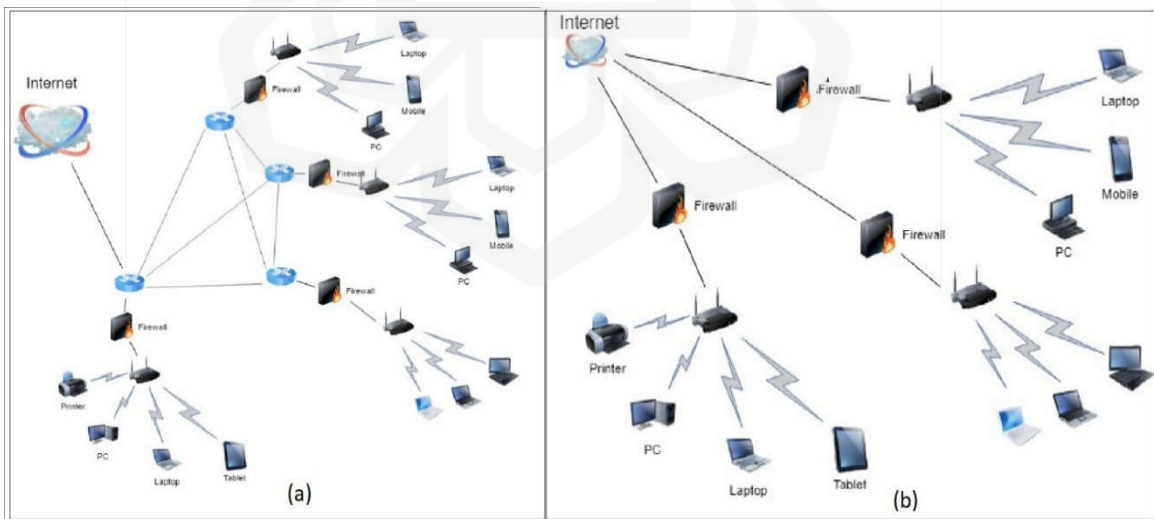 Internet
Firewall
Laptop
Mobile
PC
Firewall
Laptop
Mobile
PC
Firewall
Firewall
Printer
PC
Laptop
Tablet
(a)
Internet
Firewall
Laptop
Mobile
PC
Firewall
Firewall
Printer
PC
Laptop
Tablet
(b)